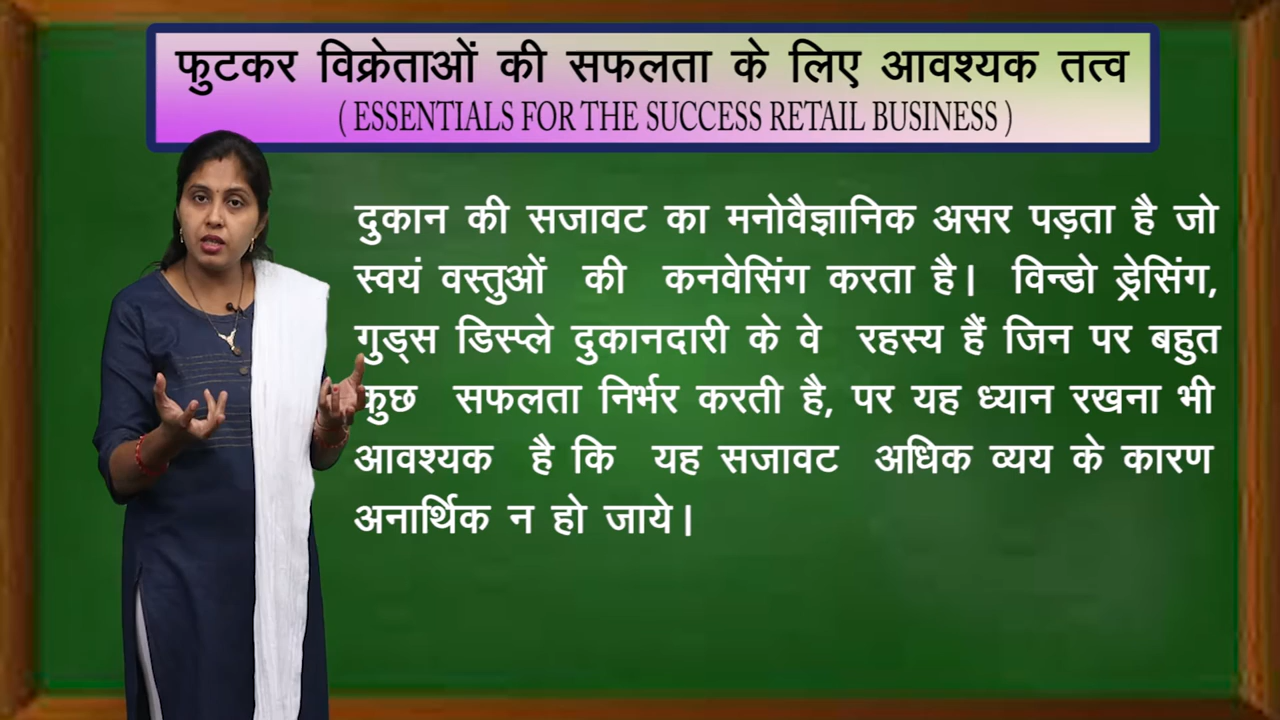 फुटकर विक्रेताओं की सफलता के लिए आवश्यक तत्व
( ESSENTIALS FOR THE SUCCESS RETAIL BUSINESS )
दुकान की सजावट का मनोवैज्ञानिक असर पड़ता है जो
स्वयं वस्तुओं की कनवेसिंग करता है। विन्डो ड्रेसिंग,
गुड्स डिस्प्ले दुकानदारी के वे रहस्य हैं जिन पर बहुत
कुछ सफलता निर्भर करती है, पर यह ध्यान रखना भी
आवश्यक है कि यह सजावट अधिक व्यय के कारण
अनार्थिक न हो जाये।